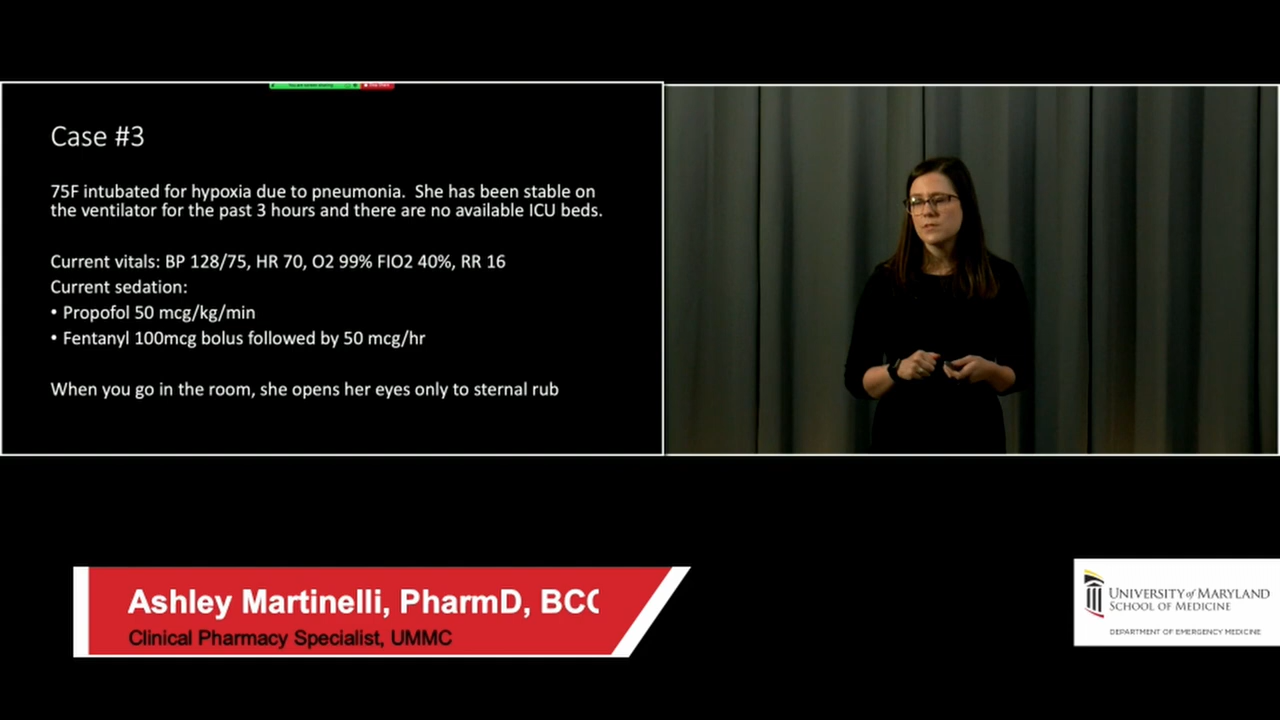 Case #3
75F intubated for hypoxia due to pneumonia. She has been stable on
the ventilator for the past 3 hours and there are no available ICU beds.
Current vitals: BP 128/75, HR 70, O2 99% FIO2 40%, RR 16
Current sedation:
• Propofol 50 mcg/kg/min
• Fentanyl 100mcg bolus followed by 50 mcg/hr
When you go in the room, she opens her eyes only to sternal rub
Ashley Martinelli, PharmD,
Clinical Pharmacy Specialist, UMMC
UNIVERSITY of MARYLAND
SCHOOL OF MEDICINE
DEPARTMENT OF EMERGENCY MEDICINE